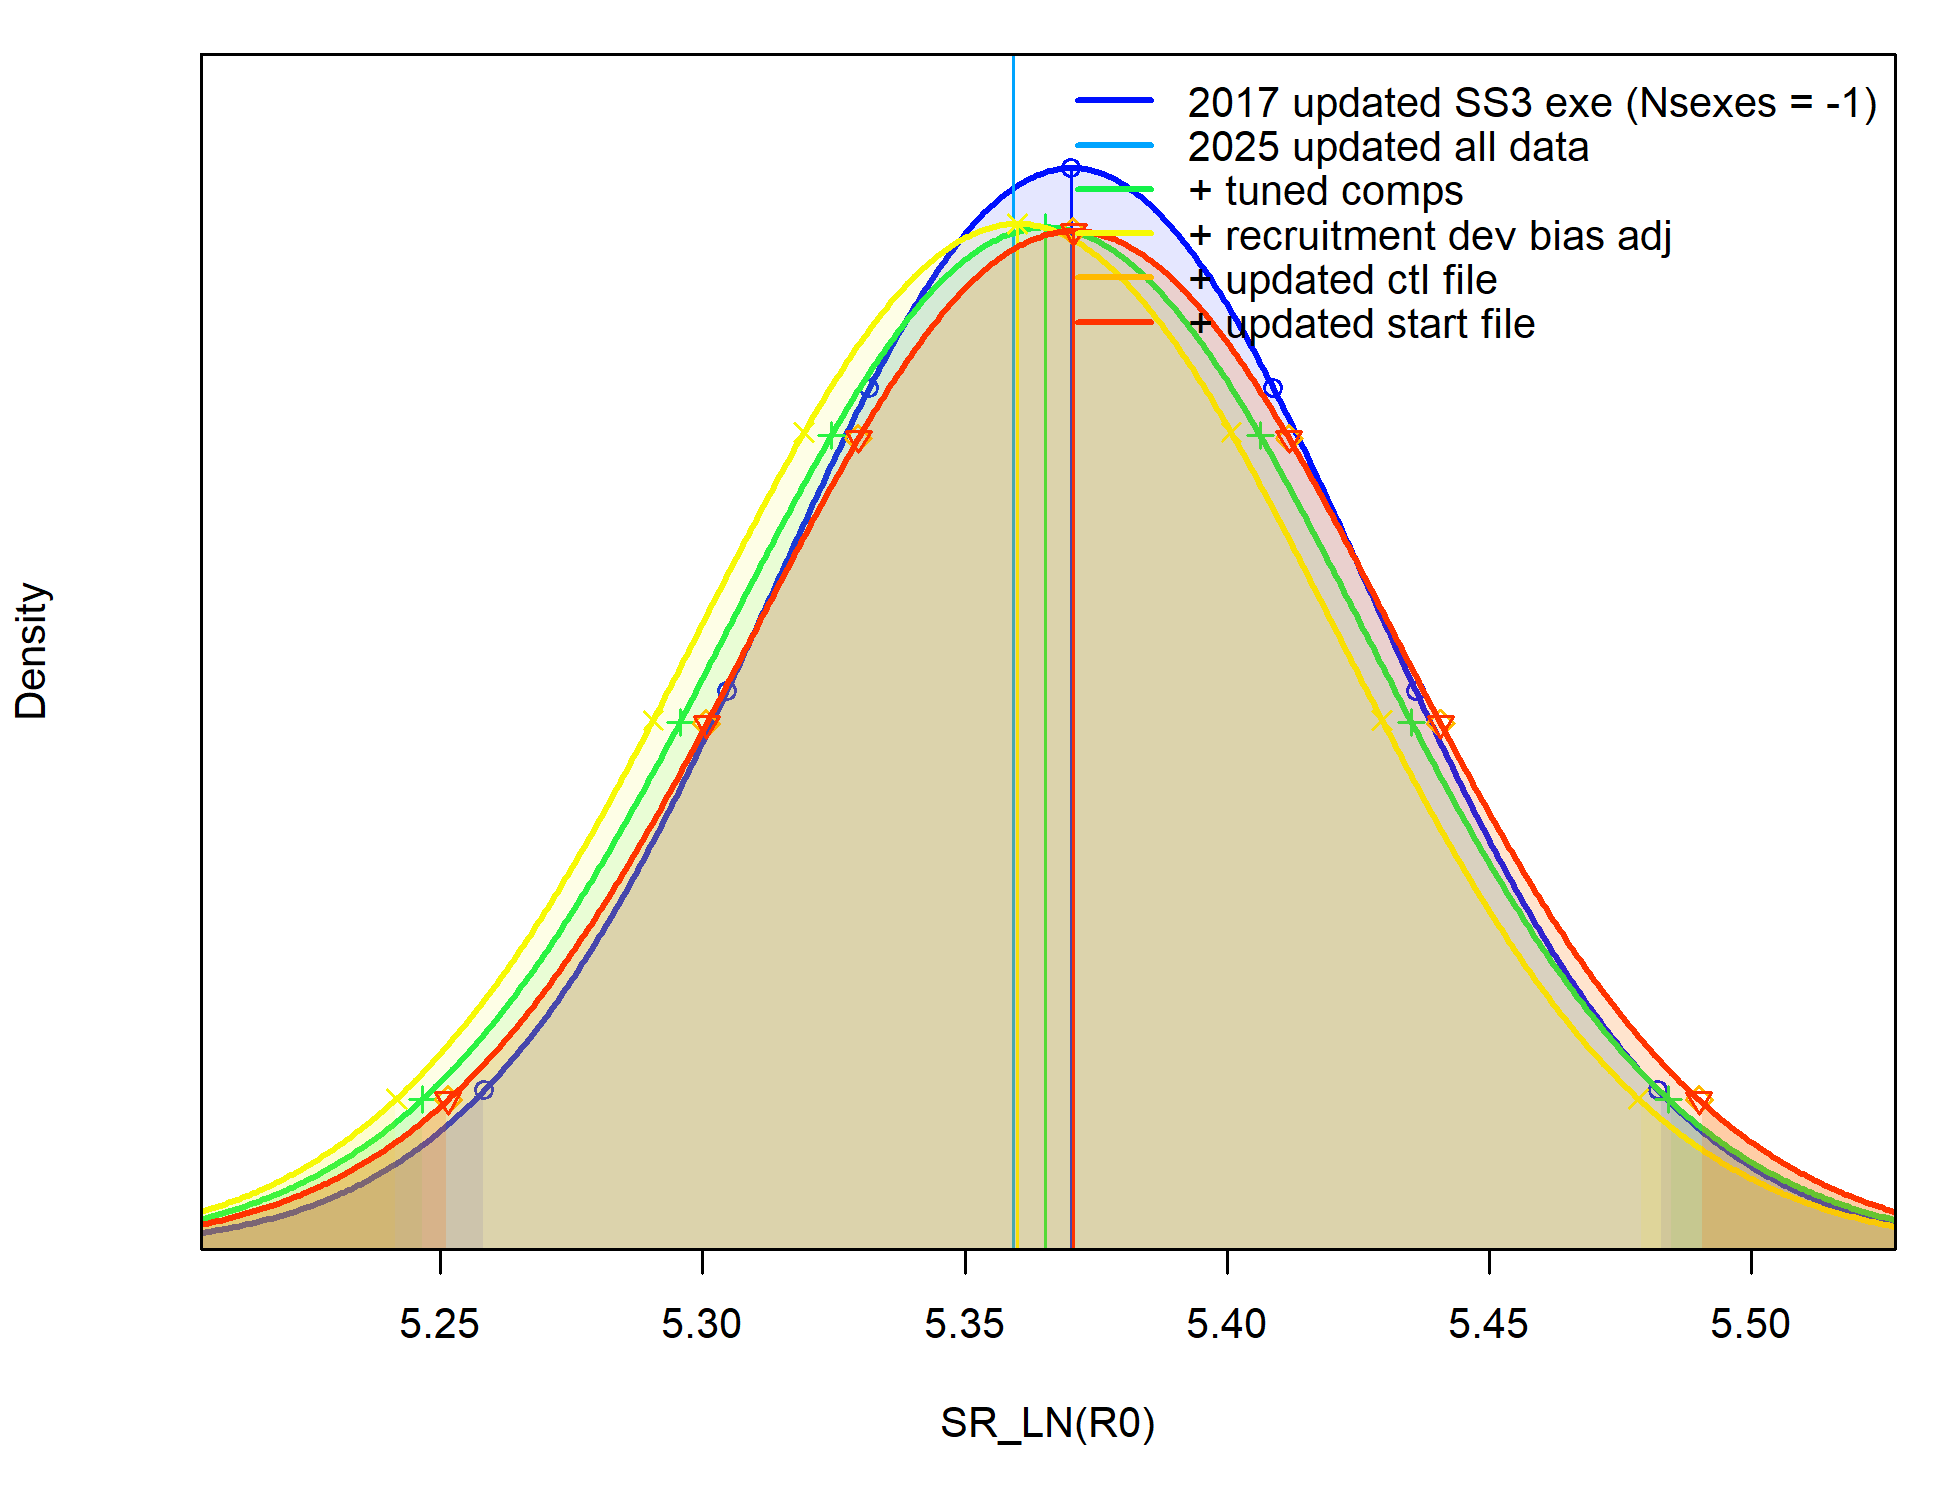 2017 updated SS3 exe (Nsexes = -1)
2025 updated all data
+ tuned comps
+ recruitment dev bias adj
+ updated ctl file
+ updated start file
Density
5.25 5.30 5.35 5.40 5.45 5.50
SR_LN(R0)